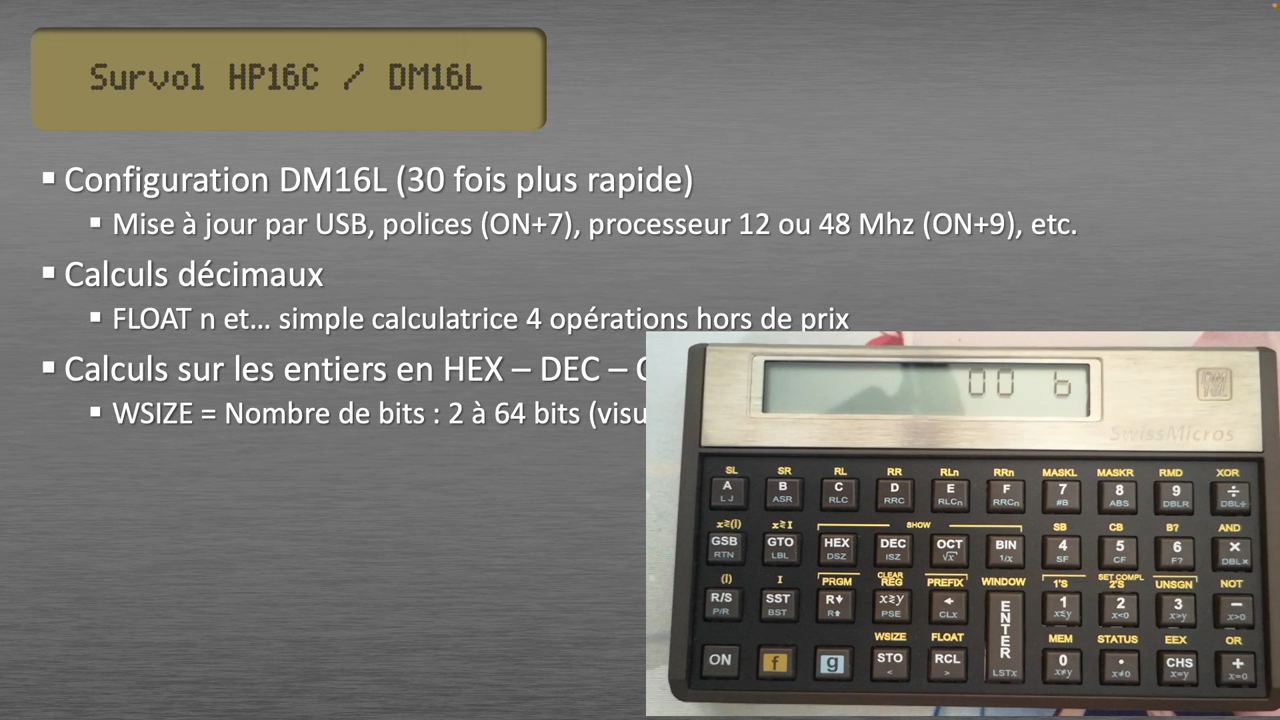 Survol HP16C / DM16L
▪ Configuration DM16L (30 fois plus rapide)
▪ Mise à jour par USB, polices (ON+7), processeur 12 ou 48 Mhz (ON+9), etc.
▪ Calculs décimaux
▪ FLOAT n et... simple calculatrice 4 opérations hors de prix
▪ Calculs sur les entiers en HEX – DEC –
▪ WSIZE = Nombre de bits : 2 à 64 bits (visu
00 b
DM 16L
SwissMicros
SL SR RL RR RLn RRn MASKL MASKR RMD XOR
A B C D E F 7 8 9 ÷
LJ ASR RLC RRC RLCn RRCn #B ABS DBLR DBL÷
x≷(i) x≷I SHOW SB CB B? AND
GSB GTO HEX DEC OCT BIN 4 5 6 ×
RTN LBL DSZ ISZ √x 1/x SF CF F? DBL×
CLEAR SET COMPL
(i) I PRGM REG PREFIX WINDOW 1'S 2'S UNSGN NOT
R/S SST R↓ x≷y ← ENTER 1 2 3 −
P/R BST R↑ PSE CLx x≤y x<0 x>y x>0
WSIZE FLOAT MEM STATUS EEX OR
ON f g STO RCL 0 • CHS +
< > LSTx x≠y x≠0 x=y x=0